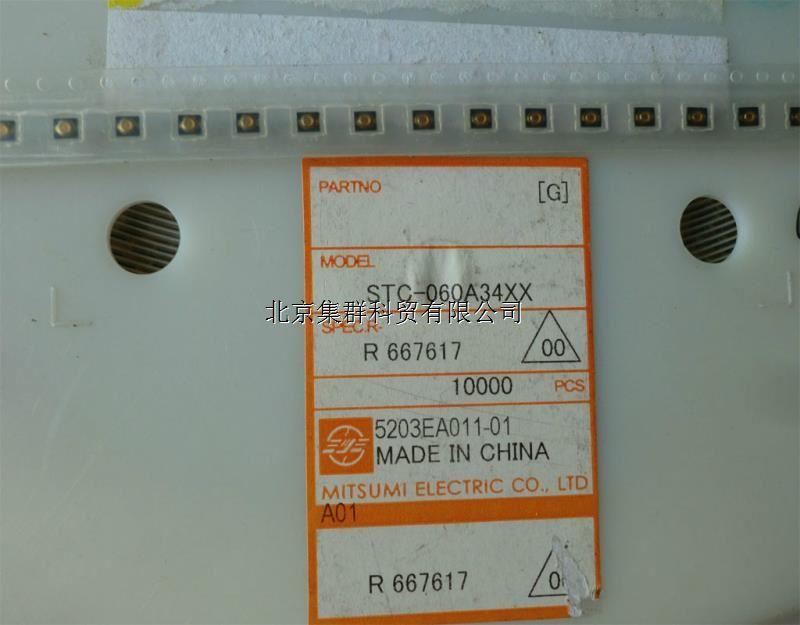 PARTNO
[G]
MODEL
STC-060A34XX
北京集群科贸有限公司
SPEC.R-
R 667617
00
10000 PCS
5203EA011-01
MADE IN CHINA
MITSUMI ELECTRIC CO., LTD
A01
R 667617